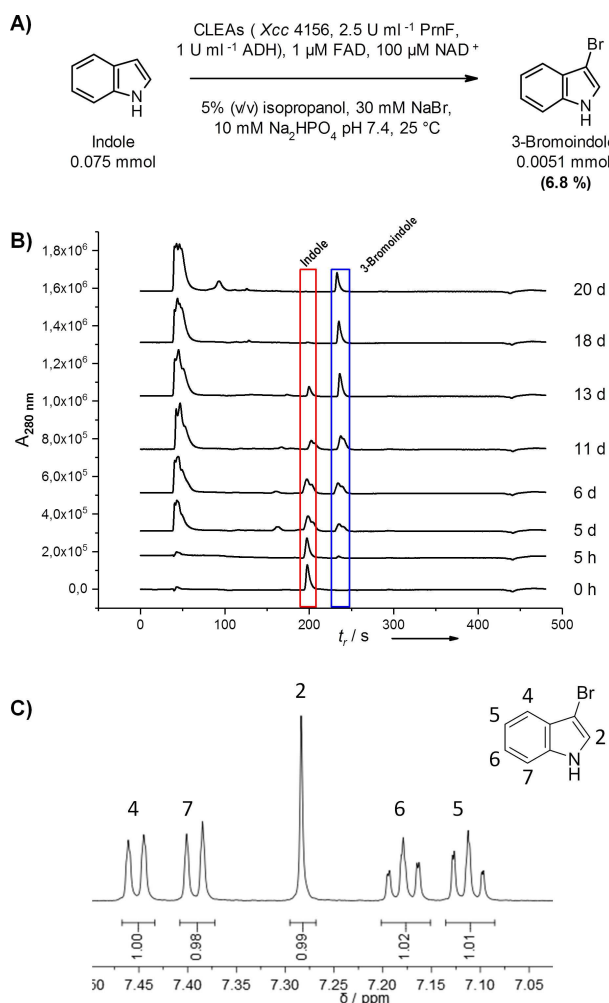 A)
CLEAs ( Xcc 4156, 2.5 U ml⁻¹ PrnF,
1 U ml⁻¹ ADH), 1 µM FAD, 100 µM NAD⁺
Br
N
H
N
H
5% (v/v) isopropanol, 30 mM NaBr,
10 mM Na₂HPO₄ pH 7.4, 25 °C
Indole
0.075 mmol
3-Bromoindole
0.0051 mmol
(6.8 %)
B)
Indole
3-Bromoindole
1,8x10⁶
1,6x10⁶
1,4x10⁶
1,2x10⁶
1,0x10⁶
8,0x10⁵
6,0x10⁵
4,0x10⁵
2,0x10⁵
0,0
A280 nm
20 d
18 d
13 d
11 d
6 d
5 d
5 h
0 h
0 100 200 300 400 500
tr / s
C)
Br
4
5
2
6
7
N
H
4 7 2 6 5
1.00 0.98 0.99 1.02 1.01
50 7.45 7.40 7.35 7.30 7.25 7.20 7.15 7.10 7.05
δ / ppm